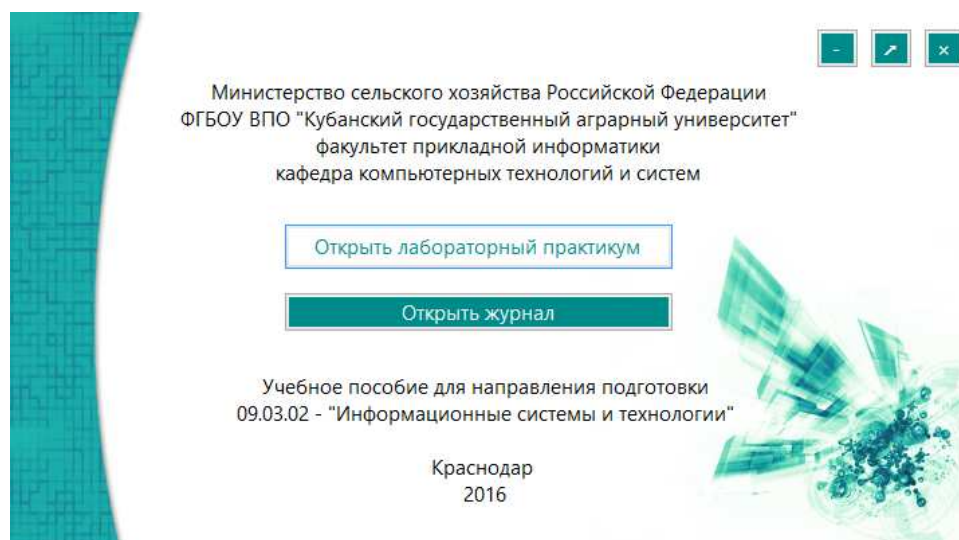 -
↗
×
Министерство сельского хозяйства Российской Федерации
ФГБОУ ВПО "Кубанский государственный аграрный университет"
факультет прикладной информатики
кафедра компьютерных технологий и систем
Открыть лабораторный практикум
Открыть журнал
Учебное пособие для направления подготовки
09.03.02 - "Информационные системы и технологии"
Краснодар
2016